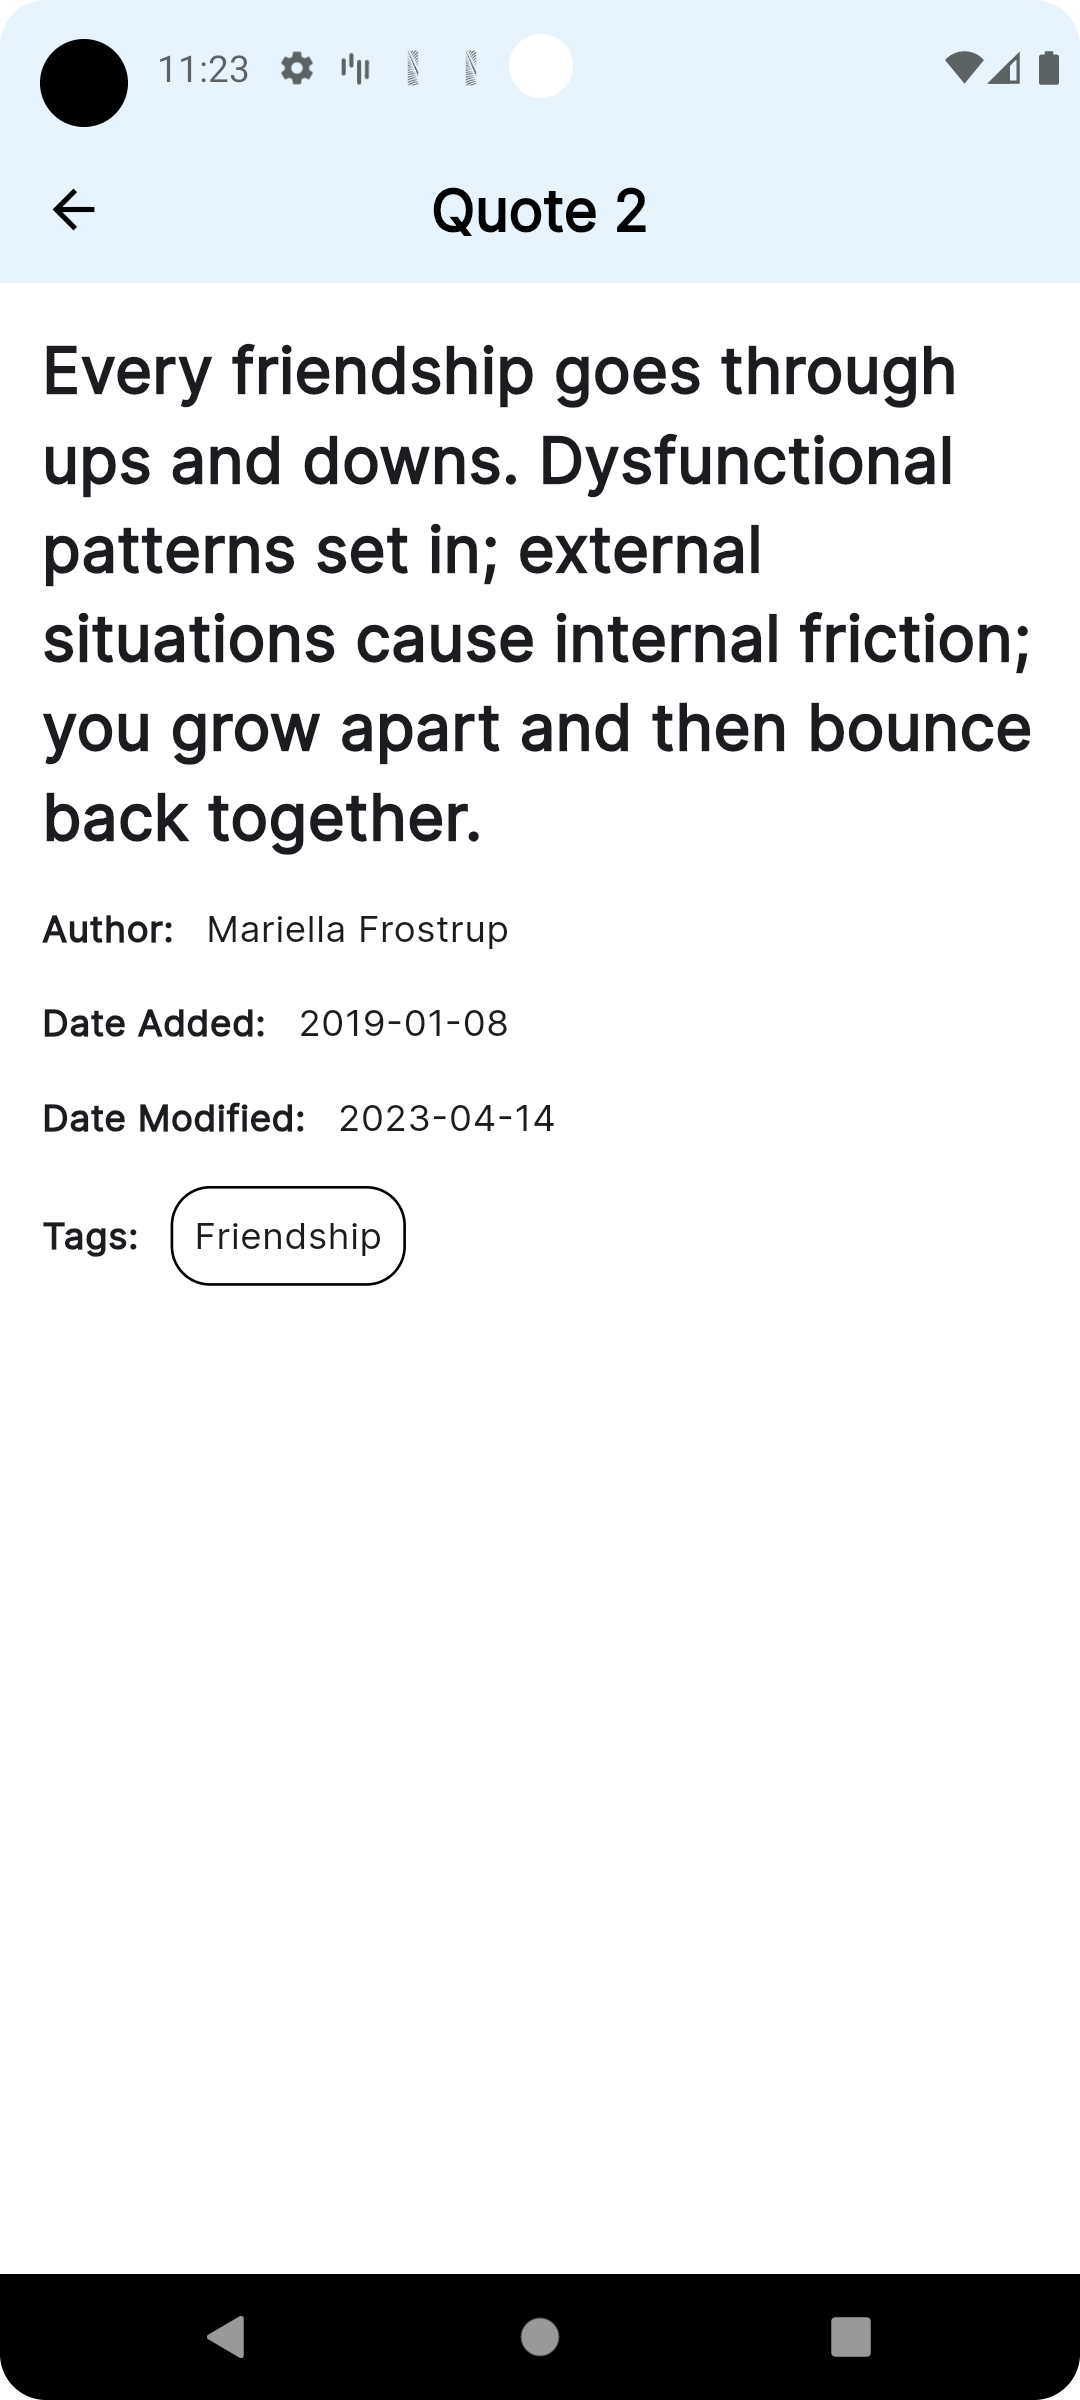 11:23
Quote 2
Every friendship goes through
ups and downs. Dysfunctional
patterns set in; external
situations cause internal friction;
you grow apart and then bounce
back together.
Author: Mariella Frostrup
Date Added: 2019-01-08
Date Modified: 2023-04-14
Tags: Friendship